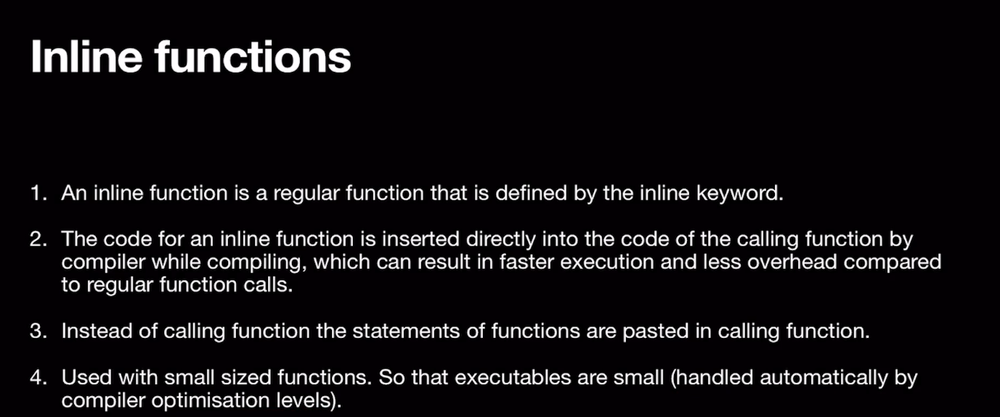 Inline functions
1. An inline function is a regular function that is defined by the inline keyword.
2. The code for an inline function is inserted directly into the code of the calling function by
compiler while compiling, which can result in faster execution and less overhead compared
to regular function calls.
3. Instead of calling function the statements of functions are pasted in calling function.
4. Used with small sized functions. So that executables are small (handled automatically by
compiler optimisation levels).